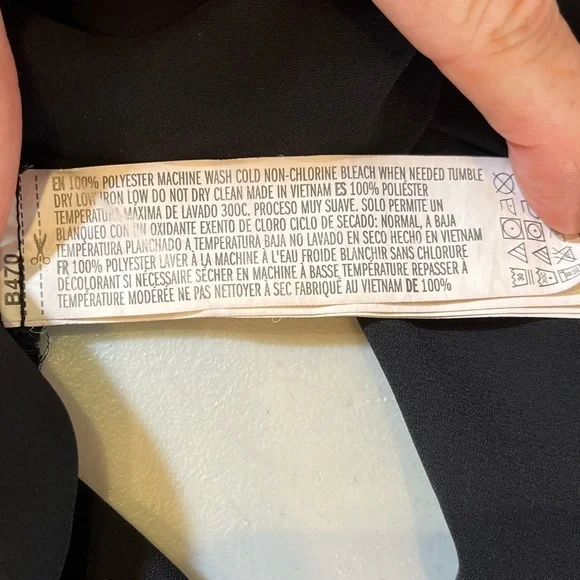 EN 100% POLYESTER MACHINE WASH COLD NON-CHLORINE BLEACH WHEN NEEDED TUMBLE
DRY LOW IRON LOW DO NOT DRY CLEAN MADE IN VIETNAM ES 100% POLIÉSTER
TEMPERATURA MÁXIMA DE LAVADO 300C. PROCESO MUY SUAVE. SOLO PERMITE UN
BLANQUEO CON UN OXIDANTE EXENTO DE CLORO CICLO DE SECADO: NORMAL, A BAJA
TEMPERATURA PLANCHADO A TEMPERATURA BAJA NO LAVADO EN SECO HECHO EN VIETNAM
FR 100% POLYESTER LAVER À LA MACHINE À L'EAU FROIDE BLANCHIR SANS CHLORURE
DÉCOLORANT SI NÉCESSAIRE SÉCHER EN MACHINE À BASSE TEMPÉRATURE REPASSER À
TEMPÉRATURE MODÉRÉE NE PAS NETTOYER À SEC FABRIQUÉ AU VIETNAM DE 100%
B470